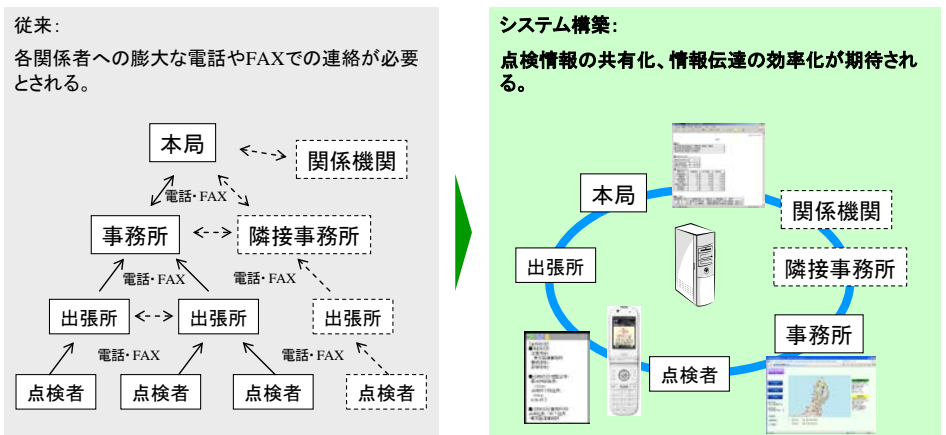 従来：
各関係者への膨大な電話やFAXでの連絡が必要
とされる。
本局
関係機関
電話・FAX
事務所
隣接事務所
電話・FAX
電話・FAX
出張所
出張所
出張所
電話・FAX
電話・FAX
点検者
点検者
点検者
点検者
システム構築：
点検情報の共有化、情報伝達の効率化が期待され
る。
本局
関係機関
出張所
隣接事務所
事務所
点検者